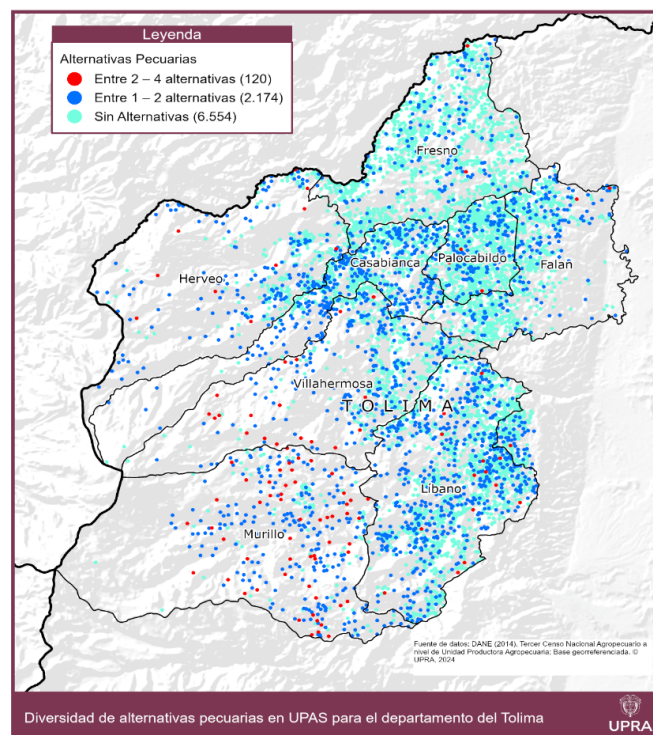 Leyenda
Alternativas Pecuarias
Entre 2 – 4 alternativas (120)
Entre 1 – 2 alternativas (2.174)
Sin Alternativas (6.554)
Fresno
Casabianca
Palocabildo
Falan
Herveo
Villahermosa
TOLIMA
Líbano
Murillo
Fuente de datos: DANE (2014). Tercer Censo Nacional Agropecuario a
nivel de Unidad Productora Agropecuaria; Base georreferenciada. ©
UPRA, 2024
Diversidad de alternativas pecuarias en UPAS para el departamento del Tolima
UPRA